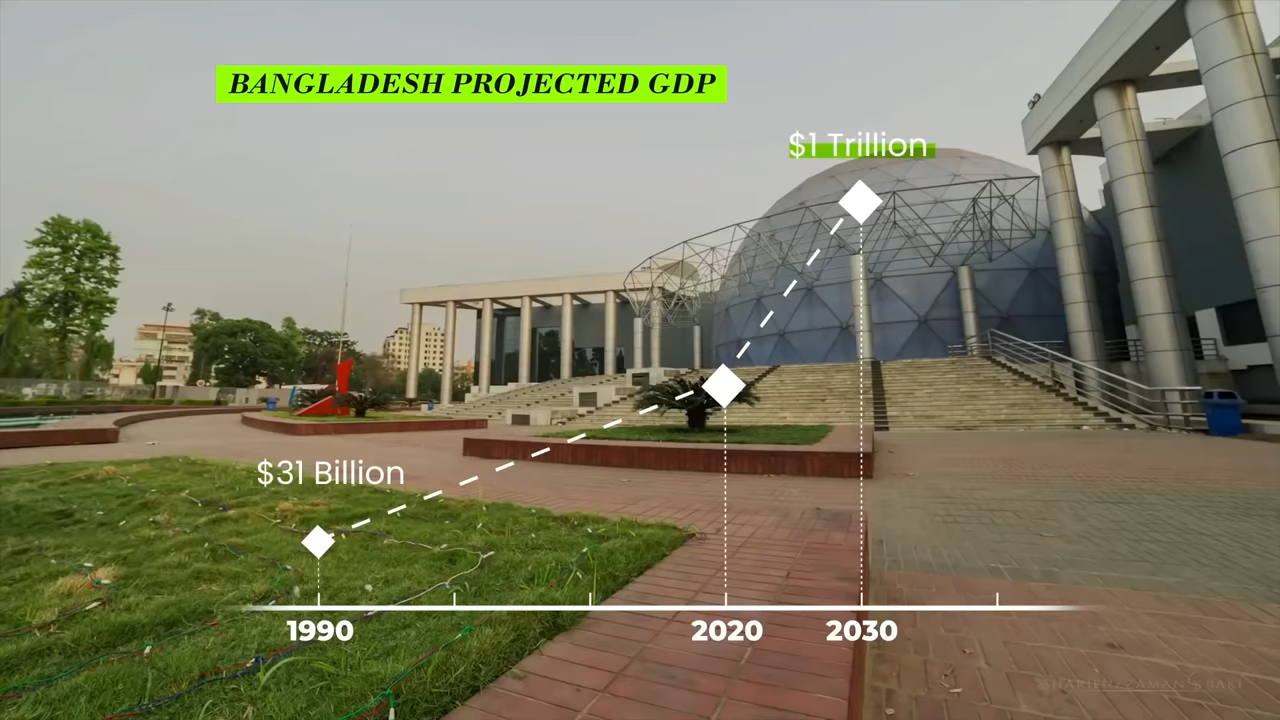 BANGLADESH PROJECTED GDP
$1 Trillion
$31 Billion
1990
2020
2030